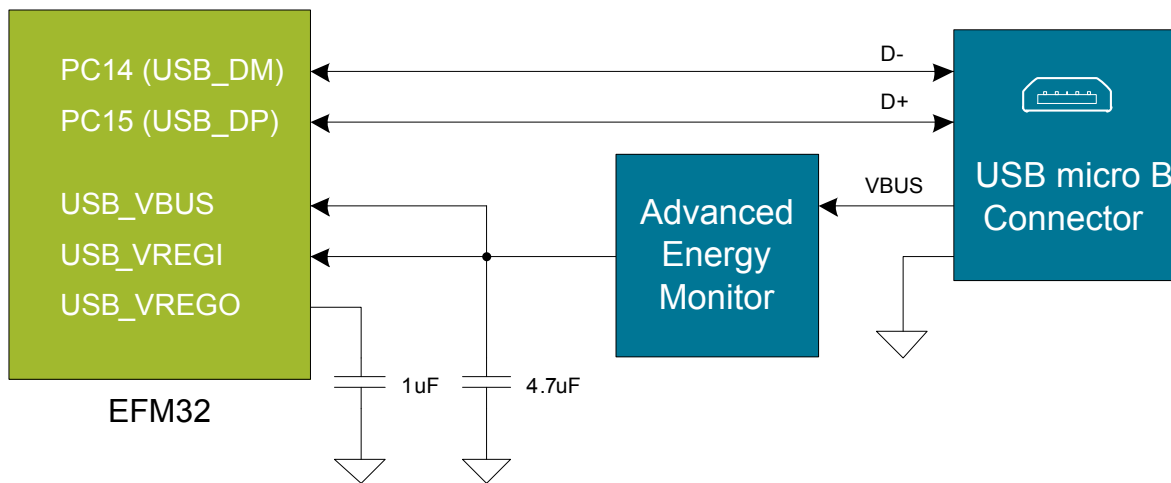 PC14 (USB_DM)
PC15 (USB_DP)
USB_VBUS
USB_VREGI
USB_VREGO
EFM32
1uF
4.7uF
Advanced
Energy
Monitor
D-
D+
VBUS
USB micro B
Connector